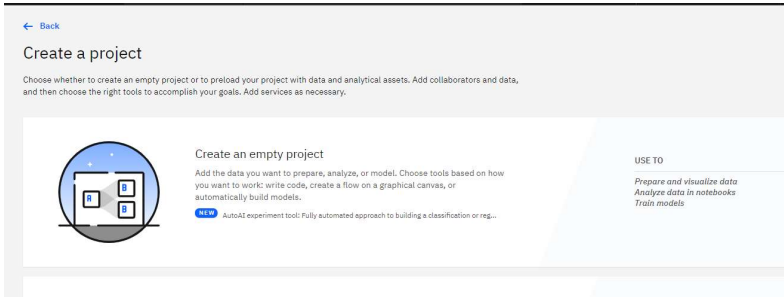 ← Back
Create a project
Choose whether to create an empty project or to preload your project with data and analytical assets. Add collaborators and data,
and then choose the right tools to accomplish your goals. Add services as necessary.
Create an empty project
Add the data you want to prepare, analyze, or model. Choose tools based on how
you want to work: write code, create a flow on a graphical canvas, or
automatically build models.
NEW AutoAI experiment tool: Fully automated approach to building a classification or reg...
A
B
B
USE TO
Prepare and visualize data
Analyze data in notebooks
Train models